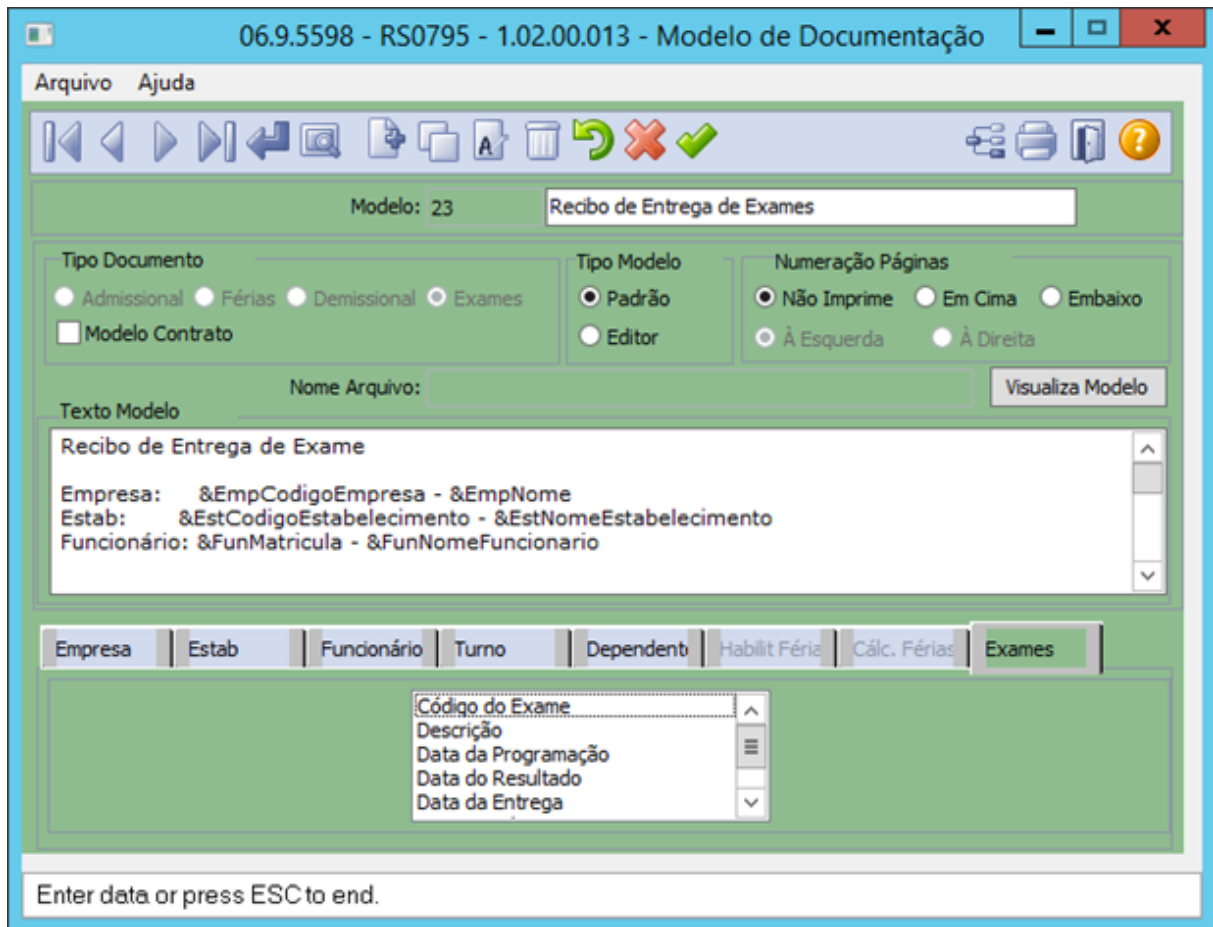 06.9.5598 - RS0795 - 1.02.00.013 - Modelo de Documentação
Arquivo Ajuda
Modelo: 23 Recibo de Entrega de Exames
Tipo Documento Tipo Modelo Numeração Páginas
Admissional Férias Demissional Exames Padrão Não Imprime Em Cima Embaixo
Modelo Contrato Editor À Esquerda À Direita
Nome Arquivo: Visualiza Modelo
Texto Modelo
Recibo de Entrega de Exame
Empresa: &EmpCodigoEmpresa - &EmpNome
Estab: &EstCodigoEstabelecimento - &EstNomeEstabelecimento
Funcionário: &FunMatricula - &FunNomeFuncionario
Empresa Estab Funcionário Turno Dependent Habilit Féria Cálc. Férias Exames
Código do Exame
Descrição
Data da Programação
Data do Resultado
Data da Entrega
Enter data or press ESC to end.